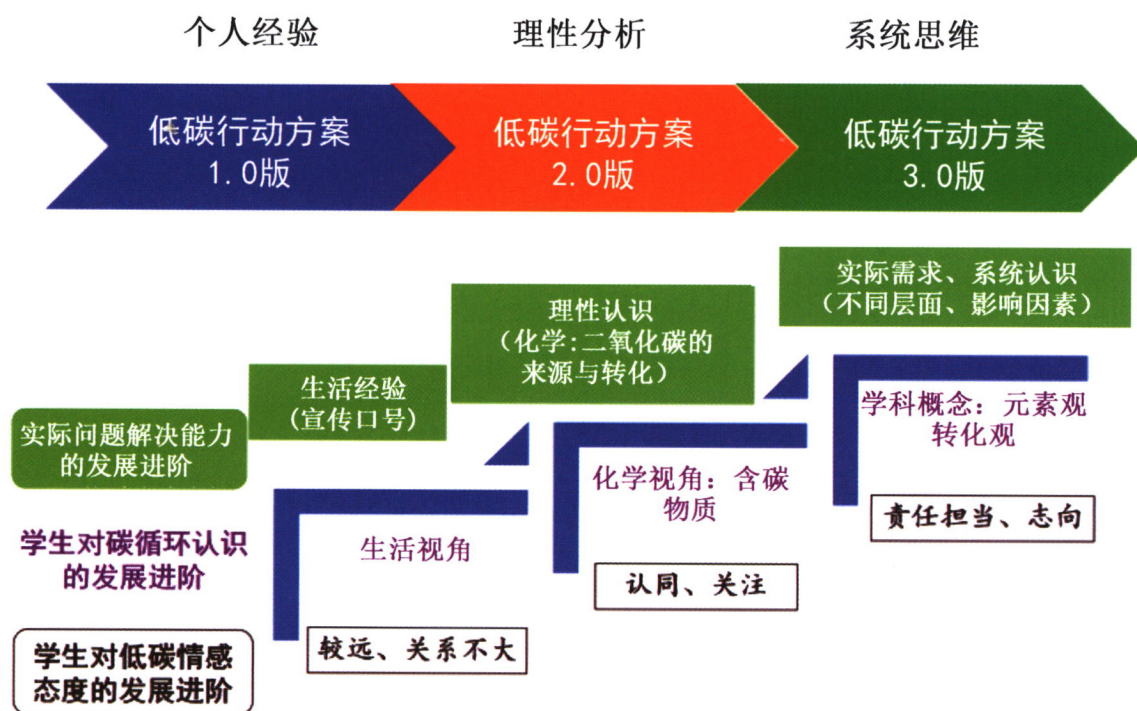 个人经验
理性分析
系统思维
低碳行动方案
1.0版
低碳行动方案
2.0版
低碳行动方案
3.0版
实际需求、系统认识
（不同层面、影响因素）
理性认识
（化学:二氧化碳的
来源与转化）
生活经验
(宣传口号)
实际问题解决能力
的发展进阶
学科概念：元素观
转化观
化学视角：含碳
物质
生活视角
学生对碳循环认识
的发展进阶
责任担当、志向
认同、关注
较远、关系不大
学生对低碳情感
态度的发展进阶